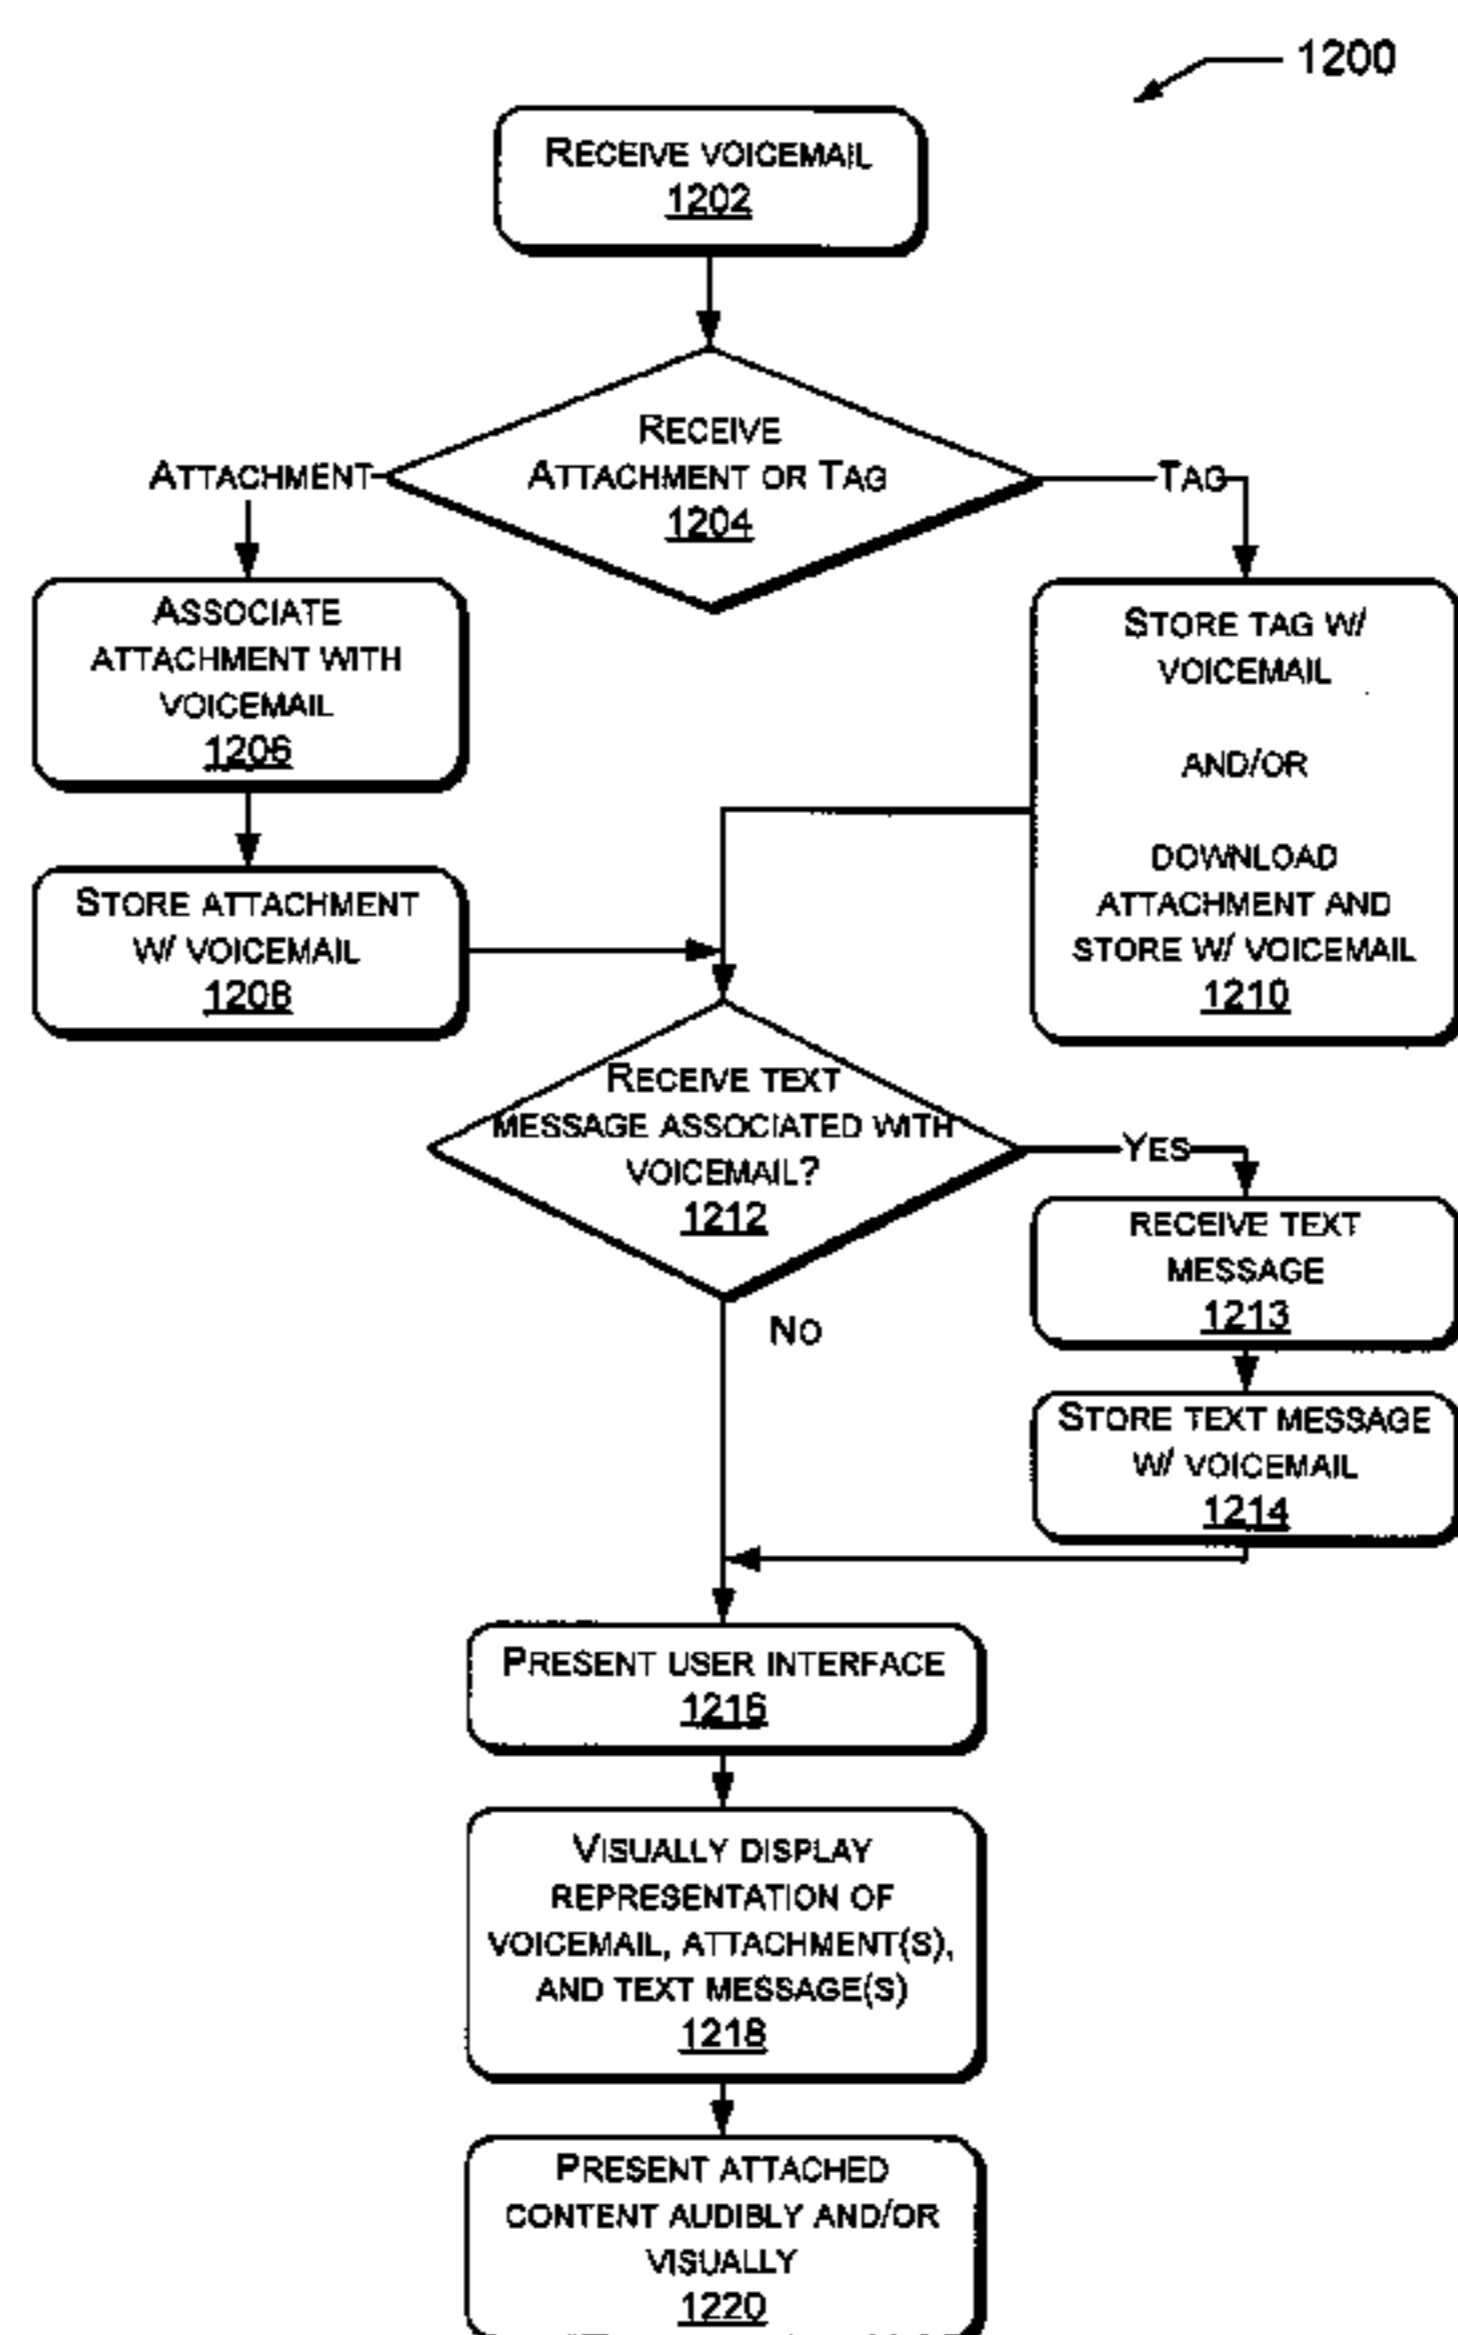 1200
RECEIVE VOICEMAIL
1202
RECEIVE
ATTACHMENT OR TAG
1204
ATTACHMENT
TAG
ASSOCIATE
ATTACHMENT WITH
VOICEMAIL
1206
STORE ATTACHMENT
W/ VOICEMAIL
1208
STORE TAG W/
VOICEMAIL
AND/OR
DOWNLOAD
ATTACHMENT AND
STORE W/ VOICEMAIL
1210
RECEIVE TEXT
MESSAGE ASSOCIATED WITH
VOICEMAIL?
1212
YES
NO
RECEIVE TEXT
MESSAGE
1213
STORE TEXT MESSAGE
W/ VOICEMAIL
1214
PRESENT USER INTERFACE
1216
VISUALLY DISPLAY
REPRESENTATION OF
VOICEMAIL, ATTACHMENT(S),
AND TEXT MESSAGE(S)
1218
PRESENT ATTACHED
CONTENT AUDIBLY AND/OR
VISUALLY
1220